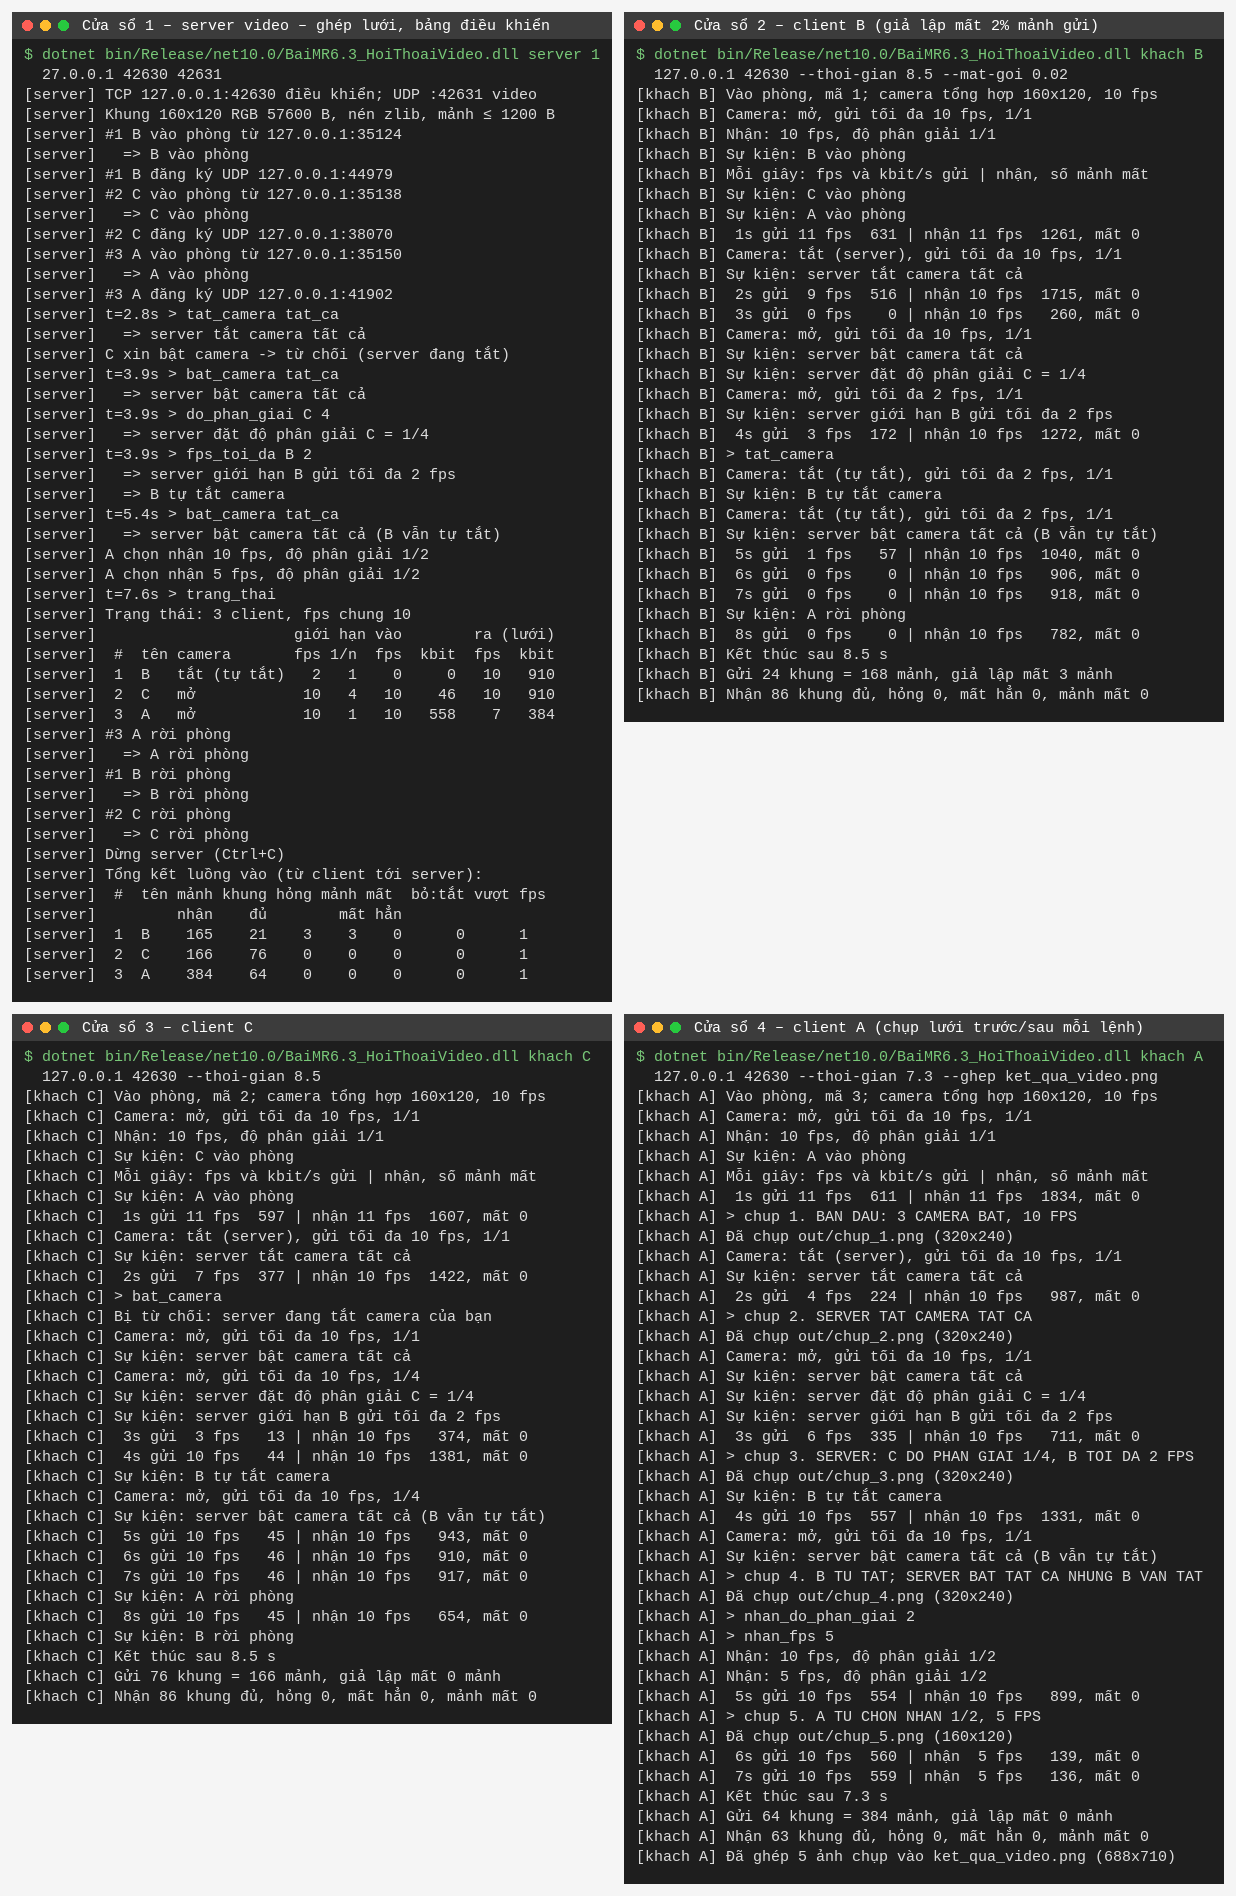 Cửa sổ 1 – server video – ghép lưới, bảng điều khiển
$ dotnet bin/Release/net10.0/BaiMR6.3_HoiThoaiVideo.dll server 1
  27.0.0.1 42630 42631
[server] TCP 127.0.0.1:42630 điều khiển; UDP :42631 video
[server] Khung 160x120 RGB 57600 B, nén zlib, mảnh ≤ 1200 B
[server] #1 B vào phòng từ 127.0.0.1:35124
[server]   => B vào phòng
[server] #1 B đăng ký UDP 127.0.0.1:44979
[server] #2 C vào phòng từ 127.0.0.1:35138
[server]   => C vào phòng
[server] #2 C đăng ký UDP 127.0.0.1:38070
[server] #3 A vào phòng từ 127.0.0.1:35150
[server]   => A vào phòng
[server] #3 A đăng ký UDP 127.0.0.1:41902
[server] t=2.8s > tat_camera tat_ca
[server]   => server tắt camera tất cả
[server] C xin bật camera -> từ chối (server đang tắt)
[server] t=3.9s > bat_camera tat_ca
[server]   => server bật camera tất cả
[server] t=3.9s > do_phan_giai C 4
[server]   => server đặt độ phân giải C = 1/4
[server] t=3.9s > fps_toi_da B 2
[server]   => server giới hạn B gửi tối đa 2 fps
[server]   => B tự tắt camera
[server] t=5.4s > bat_camera tat_ca
[server]   => server bật camera tất cả (B vẫn tự tắt)
[server] A chọn nhận 10 fps, độ phân giải 1/2
[server] A chọn nhận 5 fps, độ phân giải 1/2
[server] t=7.6s > trang_thai
[server] Trạng thái: 3 client, fps chung 10
[server]                      giới hạn vào        ra (lưới)
[server]  #  tên camera       fps 1/n  fps  kbit  fps  kbit
[server]  1  B   tắt (tự tắt)   2   1    0     0   10   910
[server]  2  C   mở            10   4   10    46   10   910
[server]  3  A   mở            10   1   10   558    7   384
[server] #3 A rời phòng
[server]   => A rời phòng
[server] #1 B rời phòng
[server]   => B rời phòng
[server] #2 C rời phòng
[server]   => C rời phòng
[server] Dừng server (Ctrl+C)
[server] Tổng kết luồng vào (từ client tới server):
[server]  #  tên mảnh khung hỏng mảnh mất  bỏ:tắt vượt fps
[server]         nhận    đủ        mất hẳn
[server]  1  B    165    21    3    3    0      0      1
[server]  2  C    166    76    0    0    0      0      1
[server]  3  A    384    64    0    0    0      0      1
Cửa sổ 2 – client B (giả lập mất 2% mảnh gửi)
$ dotnet bin/Release/net10.0/BaiMR6.3_HoiThoaiVideo.dll khach B
  127.0.0.1 42630 --thoi-gian 8.5 --mat-goi 0.02
[khach B] Vào phòng, mã 1; camera tổng hợp 160x120, 10 fps
[khach B] Camera: mở, gửi tối đa 10 fps, 1/1
[khach B] Nhận: 10 fps, độ phân giải 1/1
[khach B] Sự kiện: B vào phòng
[khach B] Mỗi giây: fps và kbit/s gửi | nhận, số mảnh mất
[khach B] Sự kiện: C vào phòng
[khach B] Sự kiện: A vào phòng
[khach B]  1s gửi 11 fps  631 | nhận 11 fps  1261, mất 0
[khach B] Camera: tắt (server), gửi tối đa 10 fps, 1/1
[khach B] Sự kiện: server tắt camera tất cả
[khach B]  2s gửi  9 fps  516 | nhận 10 fps  1715, mất 0
[khach B]  3s gửi  0 fps    0 | nhận 10 fps   260, mất 0
[khach B] Camera: mở, gửi tối đa 10 fps, 1/1
[khach B] Sự kiện: server bật camera tất cả
[khach B] Sự kiện: server đặt độ phân giải C = 1/4
[khach B] Camera: mở, gửi tối đa 2 fps, 1/1
[khach B] Sự kiện: server giới hạn B gửi tối đa 2 fps
[khach B]  4s gửi  3 fps  172 | nhận 10 fps  1272, mất 0
[khach B] > tat_camera
[khach B] Camera: tắt (tự tắt), gửi tối đa 2 fps, 1/1
[khach B] Sự kiện: B tự tắt camera
[khach B] Camera: tắt (tự tắt), gửi tối đa 2 fps, 1/1
[khach B] Sự kiện: server bật camera tất cả (B vẫn tự tắt)
[khach B]  5s gửi  1 fps   57 | nhận 10 fps  1040, mất 0
[khach B]  6s gửi  0 fps    0 | nhận 10 fps   906, mất 0
[khach B]  7s gửi  0 fps    0 | nhận 10 fps   918, mất 0
[khach B] Sự kiện: A rời phòng
[khach B]  8s gửi  0 fps    0 | nhận 10 fps   782, mất 0
[khach B] Kết thúc sau 8.5 s
[khach B] Gửi 24 khung = 168 mảnh, giả lập mất 3 mảnh
[khach B] Nhận 86 khung đủ, hỏng 0, mất hẳn 0, mảnh mất 0
Cửa sổ 3 – client C
$ dotnet bin/Release/net10.0/BaiMR6.3_HoiThoaiVideo.dll khach C
  127.0.0.1 42630 --thoi-gian 8.5
[khach C] Vào phòng, mã 2; camera tổng hợp 160x120, 10 fps
[khach C] Camera: mở, gửi tối đa 10 fps, 1/1
[khach C] Nhận: 10 fps, độ phân giải 1/1
[khach C] Sự kiện: C vào phòng
[khach C] Mỗi giây: fps và kbit/s gửi | nhận, số mảnh mất
[khach C] Sự kiện: A vào phòng
[khach C]  1s gửi 11 fps  597 | nhận 11 fps  1607, mất 0
[khach C] Camera: tắt (server), gửi tối đa 10 fps, 1/1
[khach C] Sự kiện: server tắt camera tất cả
[khach C]  2s gửi  7 fps  377 | nhận 10 fps  1422, mất 0
[khach C] > bat_camera
[khach C] Bị từ chối: server đang tắt camera của bạn
[khach C] Camera: mở, gửi tối đa 10 fps, 1/1
[khach C] Sự kiện: server bật camera tất cả
[khach C] Camera: mở, gửi tối đa 10 fps, 1/4
[khach C] Sự kiện: server đặt độ phân giải C = 1/4
[khach C] Sự kiện: server giới hạn B gửi tối đa 2 fps
[khach C]  3s gửi  3 fps   13 | nhận 10 fps   374, mất 0
[khach C]  4s gửi 10 fps   44 | nhận 10 fps  1381, mất 0
[khach C] Sự kiện: B tự tắt camera
[khach C] Camera: mở, gửi tối đa 10 fps, 1/4
[khach C] Sự kiện: server bật camera tất cả (B vẫn tự tắt)
[khach C]  5s gửi 10 fps   45 | nhận 10 fps   943, mất 0
[khach C]  6s gửi 10 fps   46 | nhận 10 fps   910, mất 0
[khach C]  7s gửi 10 fps   46 | nhận 10 fps   917, mất 0
[khach C] Sự kiện: A rời phòng
[khach C]  8s gửi 10 fps   45 | nhận 10 fps   654, mất 0
[khach C] Sự kiện: B rời phòng
[khach C] Kết thúc sau 8.5 s
[khach C] Gửi 76 khung = 166 mảnh, giả lập mất 0 mảnh
[khach C] Nhận 86 khung đủ, hỏng 0, mất hẳn 0, mảnh mất 0
Cửa sổ 4 – client A (chụp lưới trước/sau mỗi lệnh)
$ dotnet bin/Release/net10.0/BaiMR6.3_HoiThoaiVideo.dll khach A
  127.0.0.1 42630 --thoi-gian 7.3 --ghep ket_qua_video.png
[khach A] Vào phòng, mã 3; camera tổng hợp 160x120, 10 fps
[khach A] Camera: mở, gửi tối đa 10 fps, 1/1
[khach A] Nhận: 10 fps, độ phân giải 1/1
[khach A] Sự kiện: A vào phòng
[khach A] Mỗi giây: fps và kbit/s gửi | nhận, số mảnh mất
[khach A]  1s gửi 11 fps  611 | nhận 11 fps  1834, mất 0
[khach A] > chup 1. BAN DAU: 3 CAMERA BAT, 10 FPS
[khach A] Đã chụp out/chup_1.png (320x240)
[khach A] Camera: tắt (server), gửi tối đa 10 fps, 1/1
[khach A] Sự kiện: server tắt camera tất cả
[khach A]  2s gửi  4 fps  224 | nhận 10 fps   987, mất 0
[khach A] > chup 2. SERVER TAT CAMERA TAT CA
[khach A] Đã chụp out/chup_2.png (320x240)
[khach A] Camera: mở, gửi tối đa 10 fps, 1/1
[khach A] Sự kiện: server bật camera tất cả
[khach A] Sự kiện: server đặt độ phân giải C = 1/4
[khach A] Sự kiện: server giới hạn B gửi tối đa 2 fps
[khach A]  3s gửi  6 fps  335 | nhận 10 fps   711, mất 0
[khach A] > chup 3. SERVER: C DO PHAN GIAI 1/4, B TOI DA 2 FPS
[khach A] Đã chụp out/chup_3.png (320x240)
[khach A] Sự kiện: B tự tắt camera
[khach A]  4s gửi 10 fps  557 | nhận 10 fps  1331, mất 0
[khach A] Camera: mở, gửi tối đa 10 fps, 1/1
[khach A] Sự kiện: server bật camera tất cả (B vẫn tự tắt)
[khach A] > chup 4. B TU TAT; SERVER BAT TAT CA NHUNG B VAN TAT
[khach A] Đã chụp out/chup_4.png (320x240)
[khach A] > nhan_do_phan_giai 2
[khach A] > nhan_fps 5
[khach A] Nhận: 10 fps, độ phân giải 1/2
[khach A] Nhận: 5 fps, độ phân giải 1/2
[khach A]  5s gửi 10 fps  554 | nhận 10 fps   899, mất 0
[khach A] > chup 5. A TU CHON NHAN 1/2, 5 FPS
[khach A] Đã chụp out/chup_5.png (160x120)
[khach A]  6s gửi 10 fps  560 | nhận  5 fps   139, mất 0
[khach A]  7s gửi 10 fps  559 | nhận  5 fps   136, mất 0
[khach A] Kết thúc sau 7.3 s
[khach A] Gửi 64 khung = 384 mảnh, giả lập mất 0 mảnh
[khach A] Nhận 63 khung đủ, hỏng 0, mất hẳn 0, mảnh mất 0
[khach A] Đã ghép 5 ảnh chụp vào ket_qua_video.png (688x710)